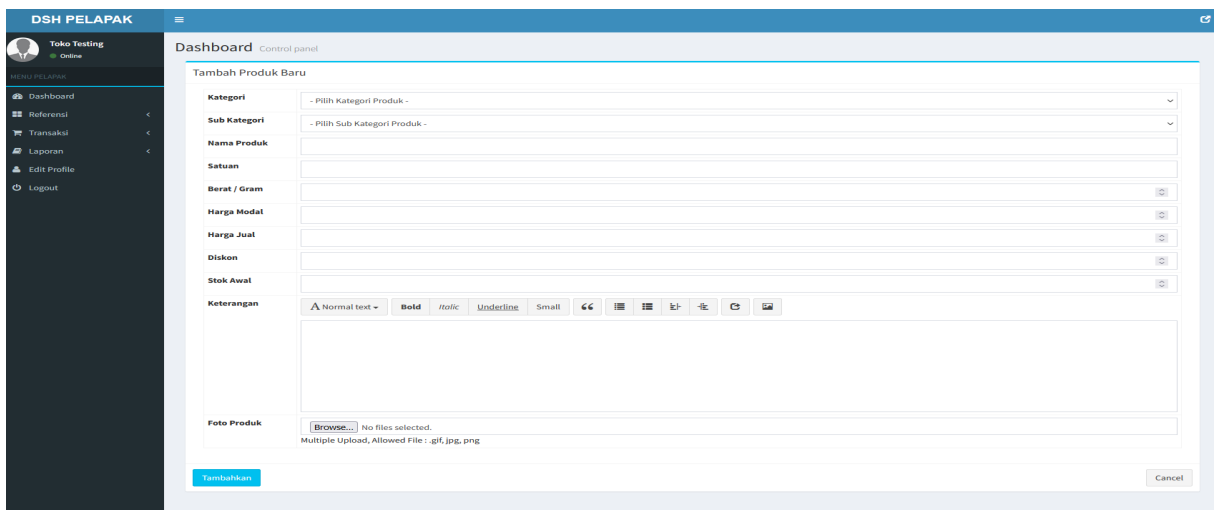 DSH PELAPAK
Toko Testing
Online
MENU PELAPAK
Dashboard
Referensi
Transaksi
Laporan
Edit Profile
Logout
Dashboard Control panel
Tambah Produk Baru
Kategori - Pilih Kategori Produk -
Sub Kategori - Pilih Sub Kategori Produk -
Nama Produk
Satuan
Berat / Gram
Harga Modal
Harga Jual
Diskon
Stok Awal
Keterangan A Normal text Bold Italic Underline Small
Foto Produk Browse... No files selected.
Multiple Upload, Allowed File : .gif, jpg, png
Tambahkan Cancel